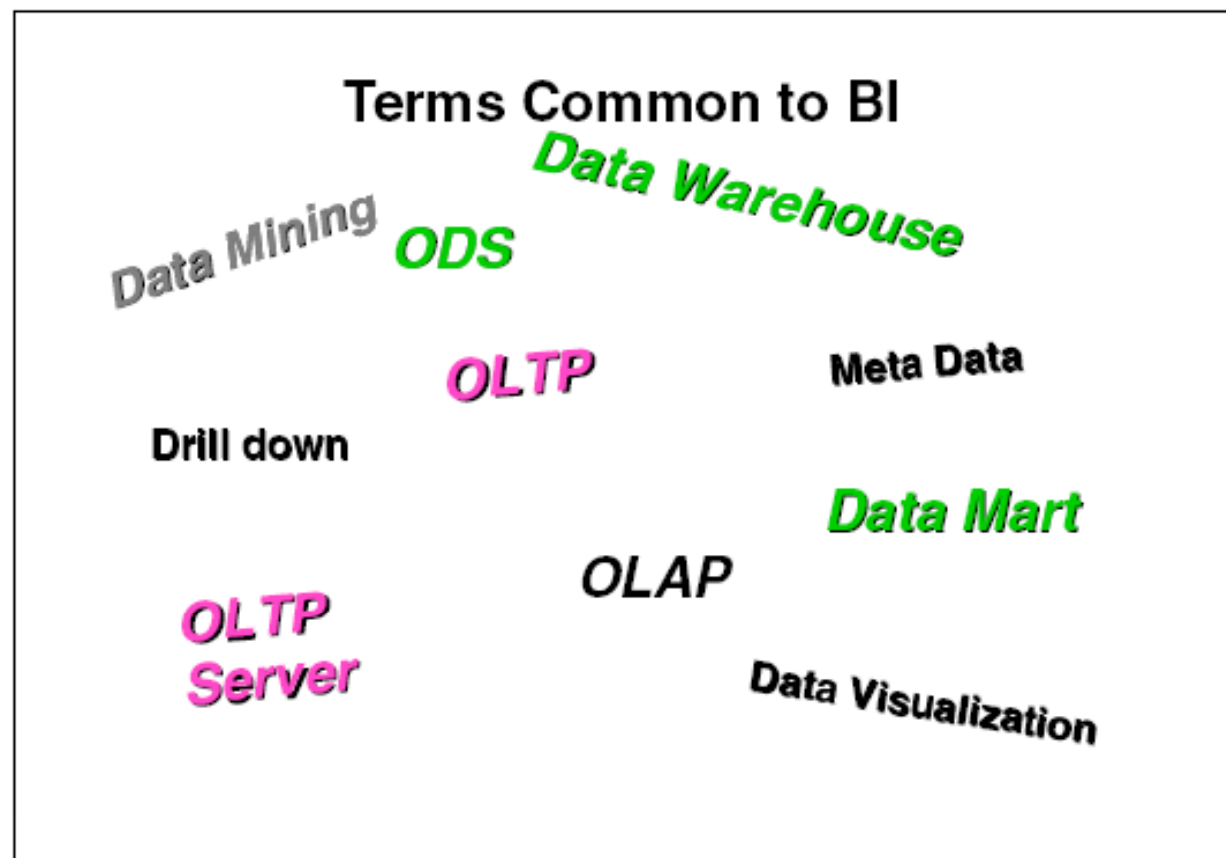 Terms Common to BI
Data Warehouse
Data Mining
ODS
OLTP
Meta Data
Drill down
Data Mart
OLAP
OLTP
Server
Data Visualization